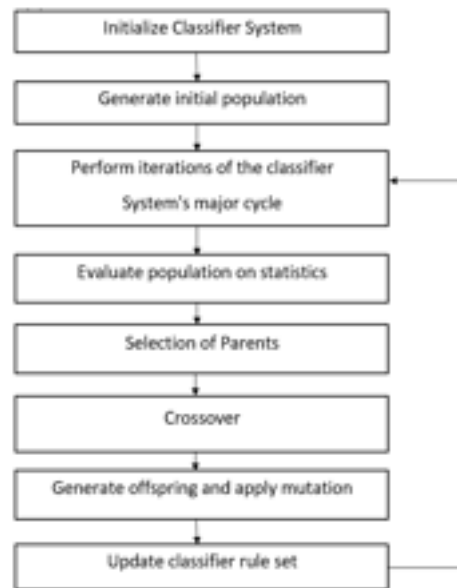 Initialize Classifier System
Generate initial population
Perform iterations of the classifier
System's major cycle
Evaluate population on statistics
Selection of Parents
Crossover
Generate offspring and apply mutation
Update classifier rule set